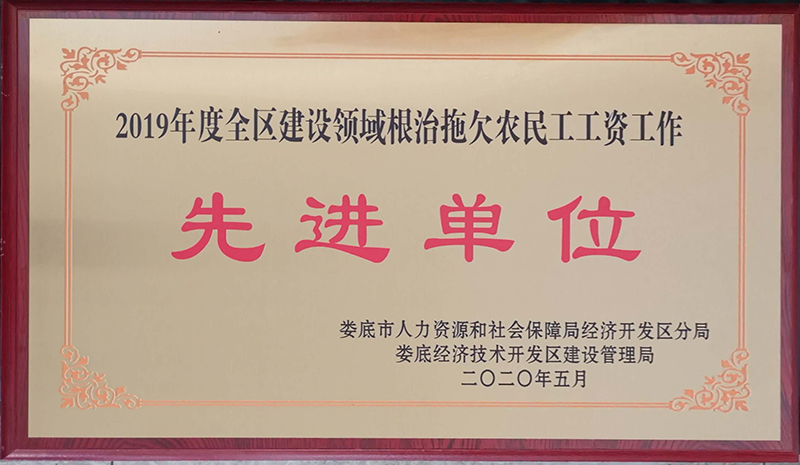 2019年度全区建设领域根治拖欠农民工工资工作
先进单位
娄底市人力资源和社会保障局经济开发区分局
娄底经济技术开发区建设管理局
二〇二〇年五月